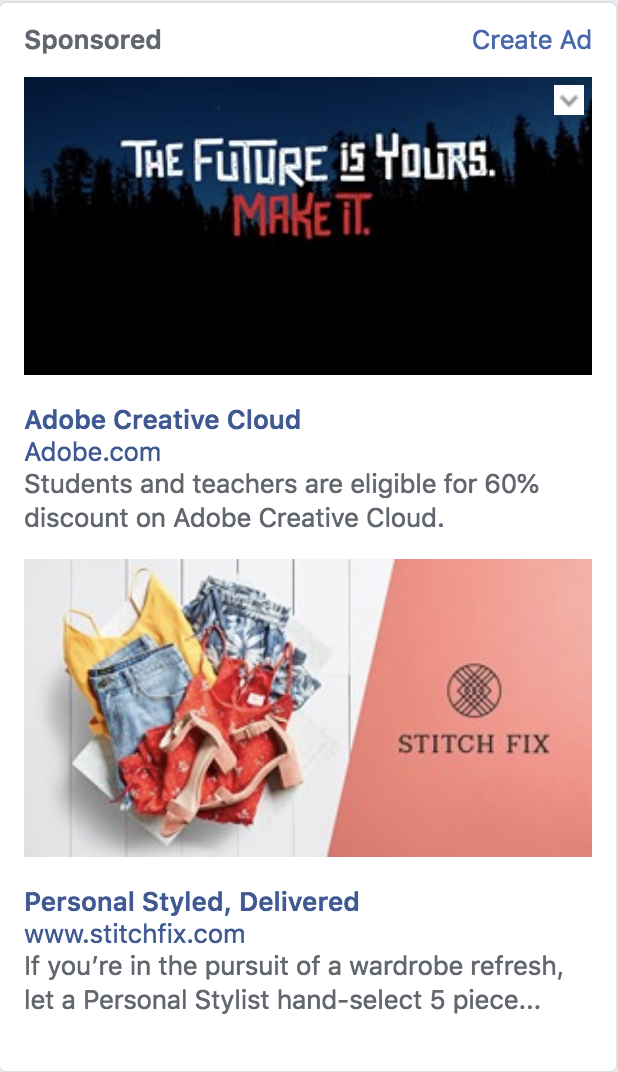 Sponsored
Create Ad
THE FUTURE IS YOURS.
MAKE IT.
Adobe Creative Cloud
Adobe.com
Students and teachers are eligible for 60%
discount on Adobe Creative Cloud.
STITCH FIX
Personal Styled, Delivered
www.stitchfix.com
If you’re in the pursuit of a wardrobe refresh,
let a Personal Stylist hand-select 5 piece...